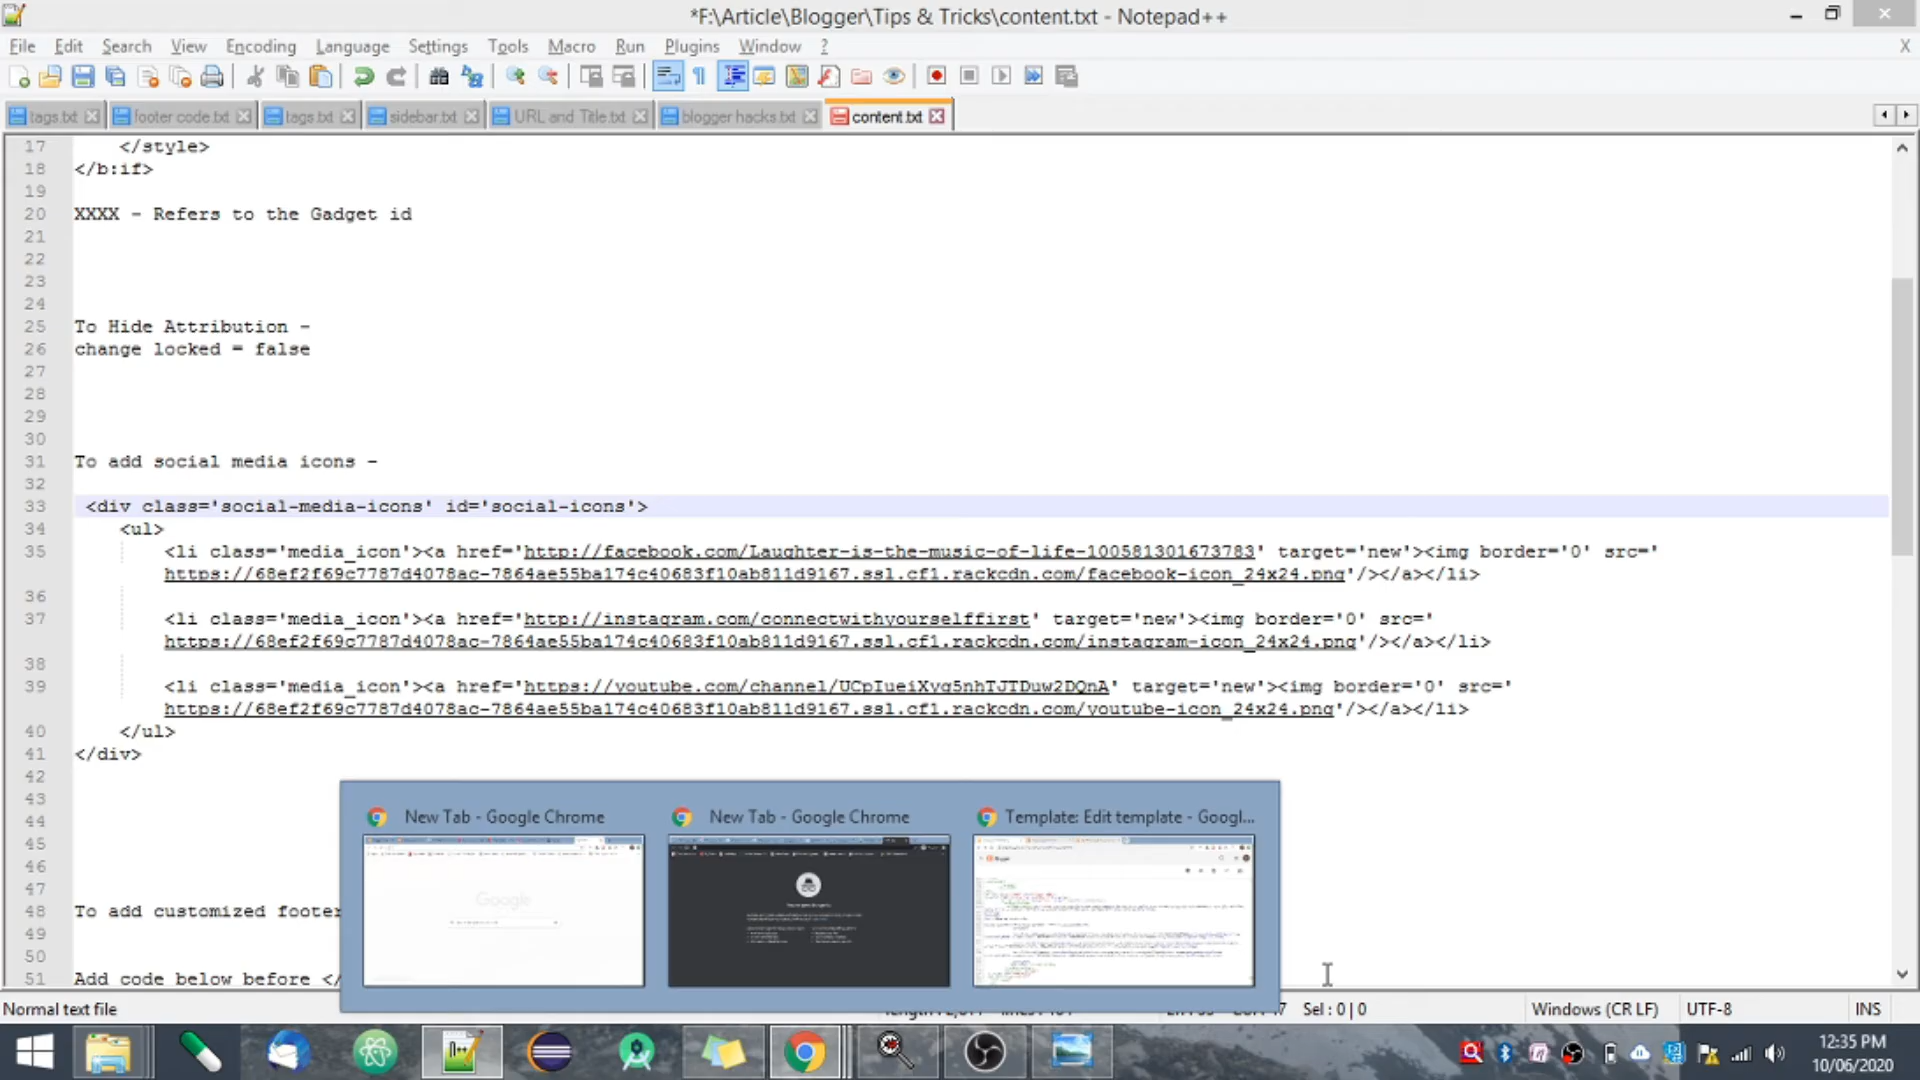 *F:\Article\Blogger\Tips & Tricks\content.txt - Notepad++
File Edit Search View Encoding Language Settings Tools Macro Run Plugins Window ? X
tags.txt footer code.txt tags.txt sidebar.txt URL and Title.txt blogger hacks.txt content.txt
17 </style>
18 </b:if>
19
20 XXXX - Refers to the Gadget id
21
22
23
24
25 To Hide Attribution -
26 change locked = false
27
28
29
30
31 To add social media icons -
32
33 <div class='social-media-icons' id='social-icons'>
34 <ul>
35 <li class='media_icon'><a href='http://facebook.com/Laughter-is-the-music-of-life-100581301673783' target='new'><img border='0' src='
https://68ef2f69c7787d4078ac-7864ae55ba174c40683f10ab811d9167.ssl.cf1.rackcdn.com/facebook-icon_24x24.png'/></a></li>
36
37 <li class='media_icon'><a href='http://instagram.com/connectwithyourselffirst' target='new'><img border='0' src='
https://68ef2f69c7787d4078ac-7864ae55ba174c40683f10ab811d9167.ssl.cf1.rackcdn.com/instagram-icon_24x24.png'/></a></li>
38
39 <li class='media_icon'><a href='https://youtube.com/channel/UCpIueiXyg5nhTJTDuw2DQnA' target='new'><img border='0' src='
https://68ef2f69c7787d4078ac-7864ae55ba174c40683f10ab811d9167.ssl.cf1.rackcdn.com/youtube-icon_24x24.png'/></a></li>
40 </ul>
41 </div>
42
43
44
45
46
47
48 To add customized footer
49
50
51 Add code below before </
New Tab - Google Chrome
New Tab - Google Chrome
Template: Edit template - Googl...
Google
Blogger
Normal text file
Sel : 0 | 0 Windows (CR LF) UTF-8 INS
12:35 PM
10/06/2020